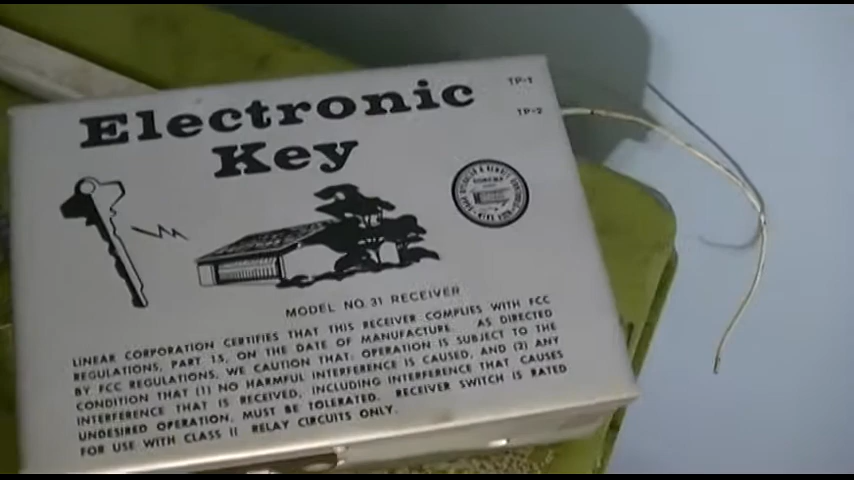 Electronic
Key
TP-1
TP-2
MODEL NO. 31 RECEIVER
LINEAR CORPORATION CERTIFIES THAT THIS RECEIVER COMPLIES WITH FCC
REGULATIONS, PART 15, ON THE DATE OF MANUFACTURE. AS DIRECTED
BY FCC REGULATIONS, WE CAUTION THAT, OPERATION IS SUBJECT TO THE
CONDITION THAT (1) NO HARMFUL INTERFERENCE IS CAUSED, AND (2) ANY
INTERFERENCE THAT IS RECEIVED, INCLUDING INTERFERENCE THAT CAUSES
UNDESIRED OPERATION, MUST BE TOLERATED. RECEIVER SWITCH IS RATED
FOR USE WITH CLASS II RELAY CIRCUITS ONLY.